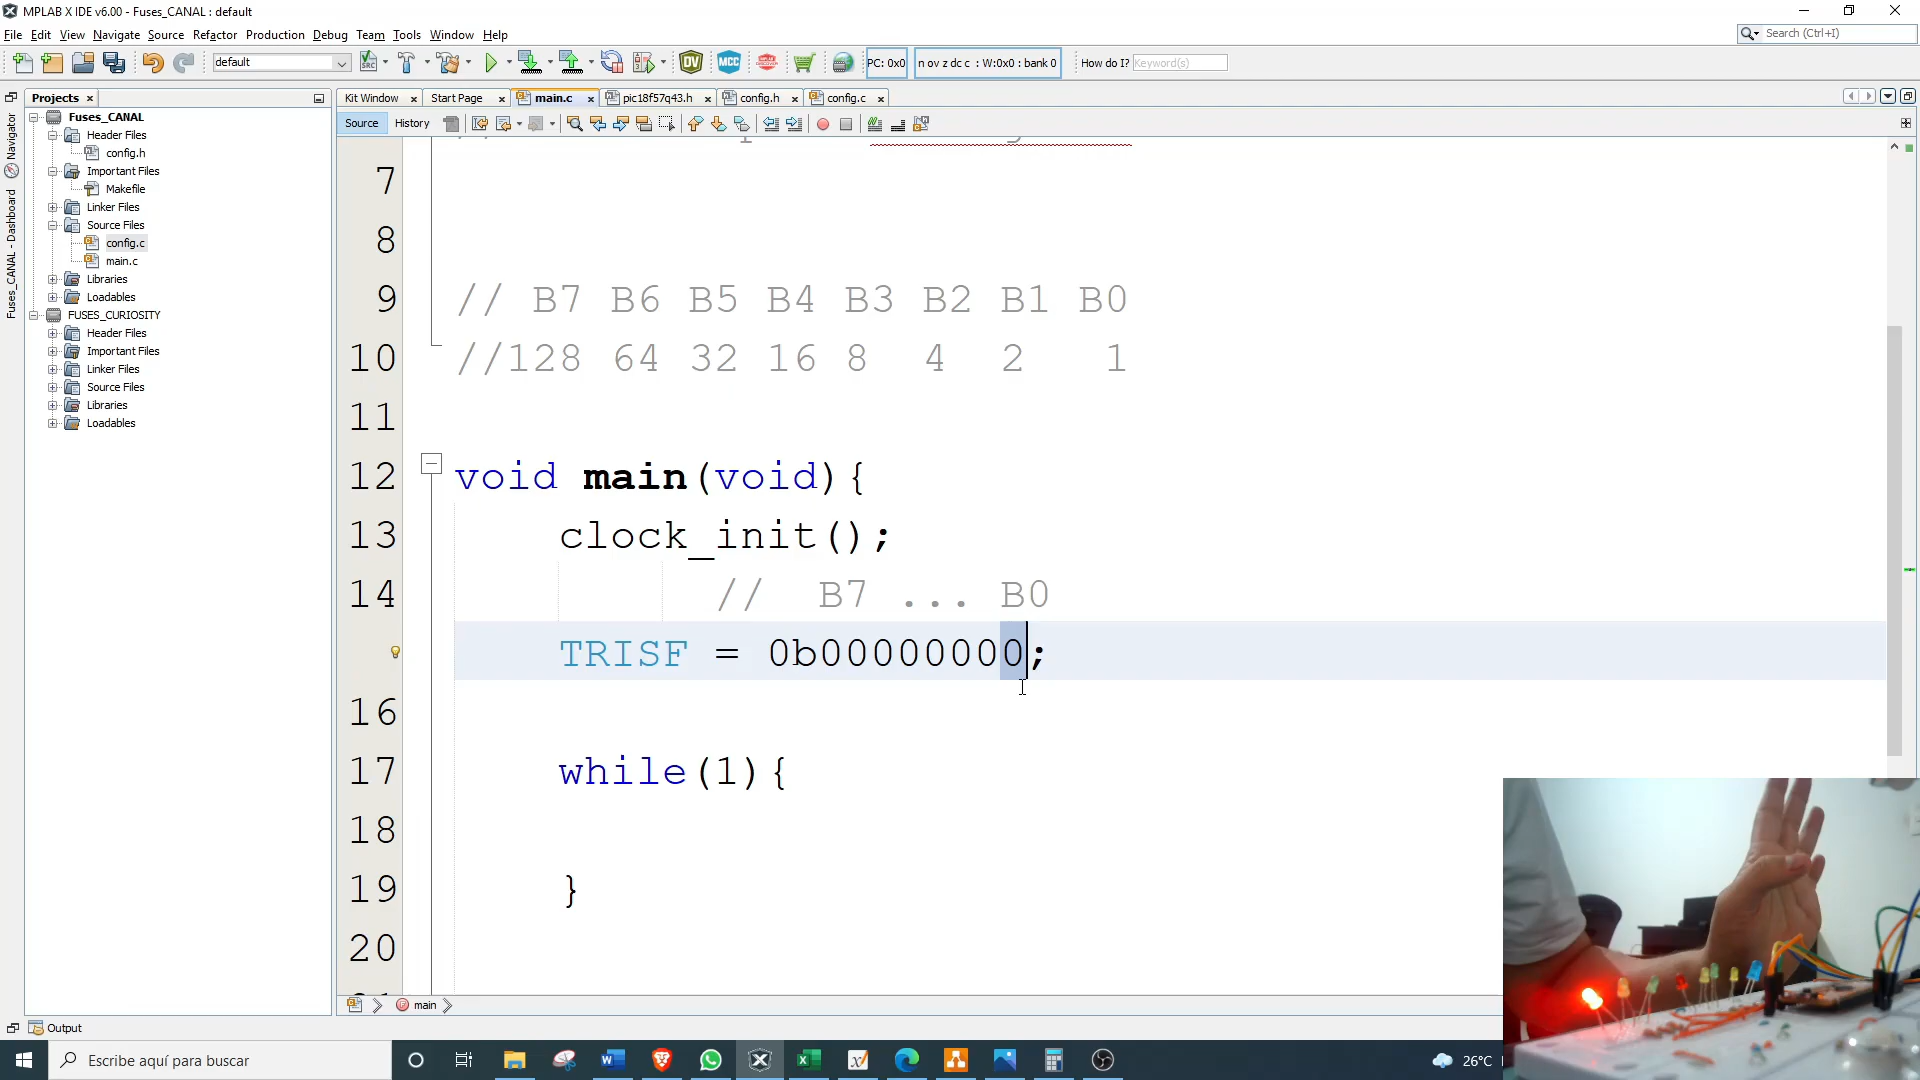 MPLAB X IDE v6.00 - Fuses_CANAL : default
File Edit View Navigate Source Refactor Production Debug Team Tools Window Help
Search (Ctrl+I)
default
SRC
DV
MCC
PC: 0x0
n ov z dc c : W:0x0 : bank 0
How do I? Keyword(s)
Projects
Kit Window
Start Page
main.c
pic18f57q43.h
config.h
config.c
Source
History
Navigator
Fuses_CANAL - Dashboard
Fuses_CANAL
Header Files
config.h
Important Files
Makefile
Linker Files
Source Files
config.c
main.c
Libraries
Loadables
FUSES_CURIOSITY
Header Files
Important Files
Linker Files
Source Files
Libraries
Loadables
7
8
9 // B7 B6 B5 B4 B3 B2 B1 B0
10 //128 64 32 16 8 4 2 1
11
12 void main(void){
13 clock_init();
14 // B7 ... B0
TRISF = 0b00000000;
16
17 while(1){
18
19 }
20
main
Output
Escribe aquí para buscar
26°C